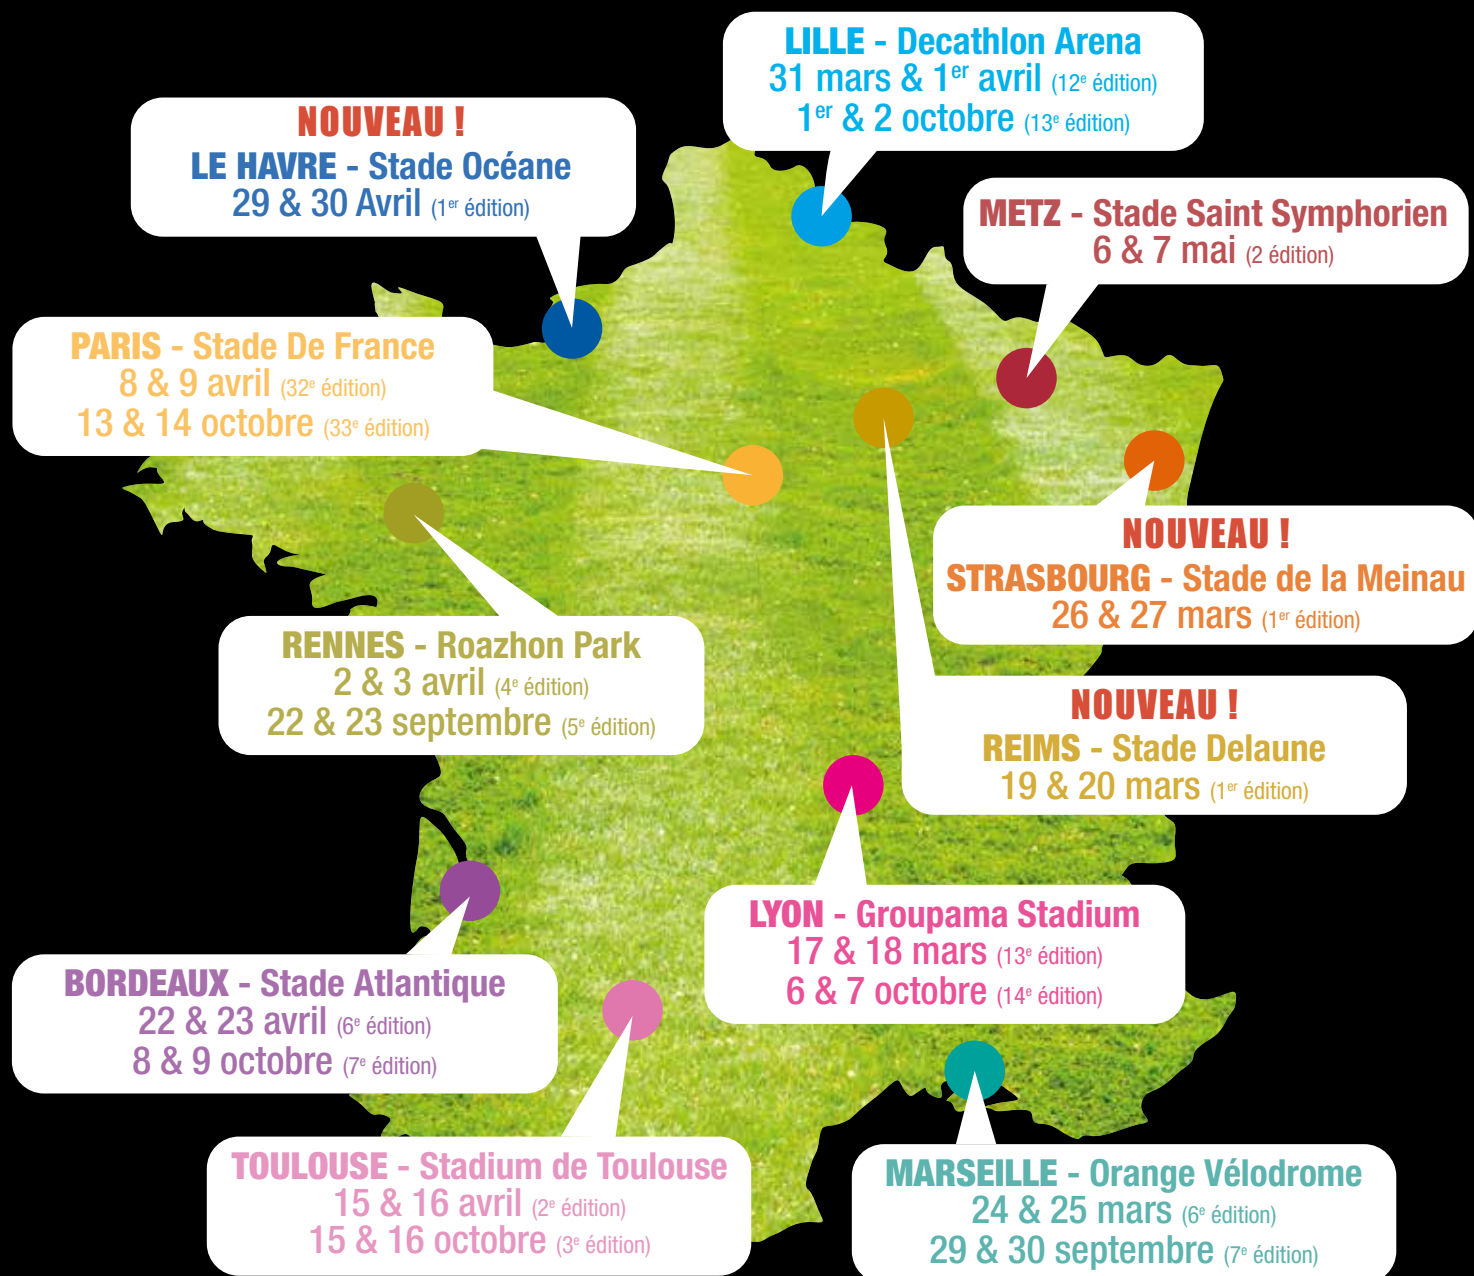 LILLE - Decathlon Arena
31 mars & 1er avril (12e édition)
1er & 2 octobre (13e édition)
NOUVEAU !
LE HAVRE - Stade Océane
29 & 30 Avril (1er édition)
METZ - Stade Saint Symphorien
6 & 7 mai (2 édition)
PARIS - Stade De France
8 & 9 avril (32e édition)
13 & 14 octobre (33e édition)
NOUVEAU !
STRASBOURG - Stade de la Meinau
26 & 27 mars (1er édition)
RENNES - Roazhon Park
2 & 3 avril (4e édition)
22 & 23 septembre (5e édition)
NOUVEAU !
REIMS - Stade Delaune
19 & 20 mars (1er édition)
LYON - Groupama Stadium
17 & 18 mars (13e édition)
6 & 7 octobre (14e édition)
BORDEAUX - Stade Atlantique
22 & 23 avril (6e édition)
8 & 9 octobre (7e édition)
TOULOUSE - Stadium de Toulouse
15 & 16 avril (2e édition)
15 & 16 octobre (3e édition)
MARSEILLE - Orange Vélodrome
24 & 25 mars (6e édition)
29 & 30 septembre (7e édition)